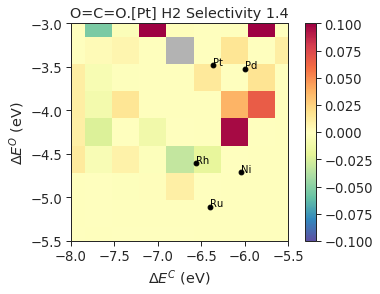 O=C=O.[Pt] H2 Selectivity 1.4
−3.0
−3.5
−4.0
−4.5
−5.0
−5.5
ΔE^O (eV)
Pt
Pd
Rh
Ni
Ru
−8.0 −7.5 −7.0 −6.5 −6.0 −5.5
ΔE^C (eV)
0.100
0.075
0.050
0.025
0.000
−0.025
−0.050
−0.075
−0.100